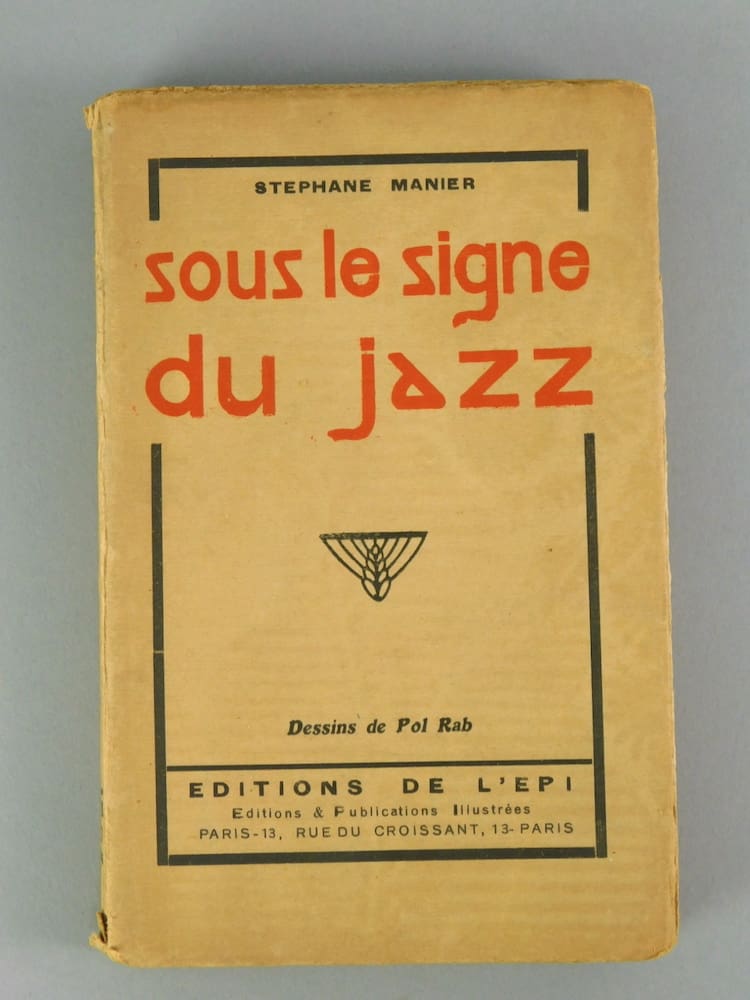 STEPHANE MANIER
sous le signe
du jazz
Dessins de Pol Rab
EDITIONS DE L'EPI
Editions & Publications Illustrées
PARIS-13, RUE DU CROISSANT, 13-PARIS